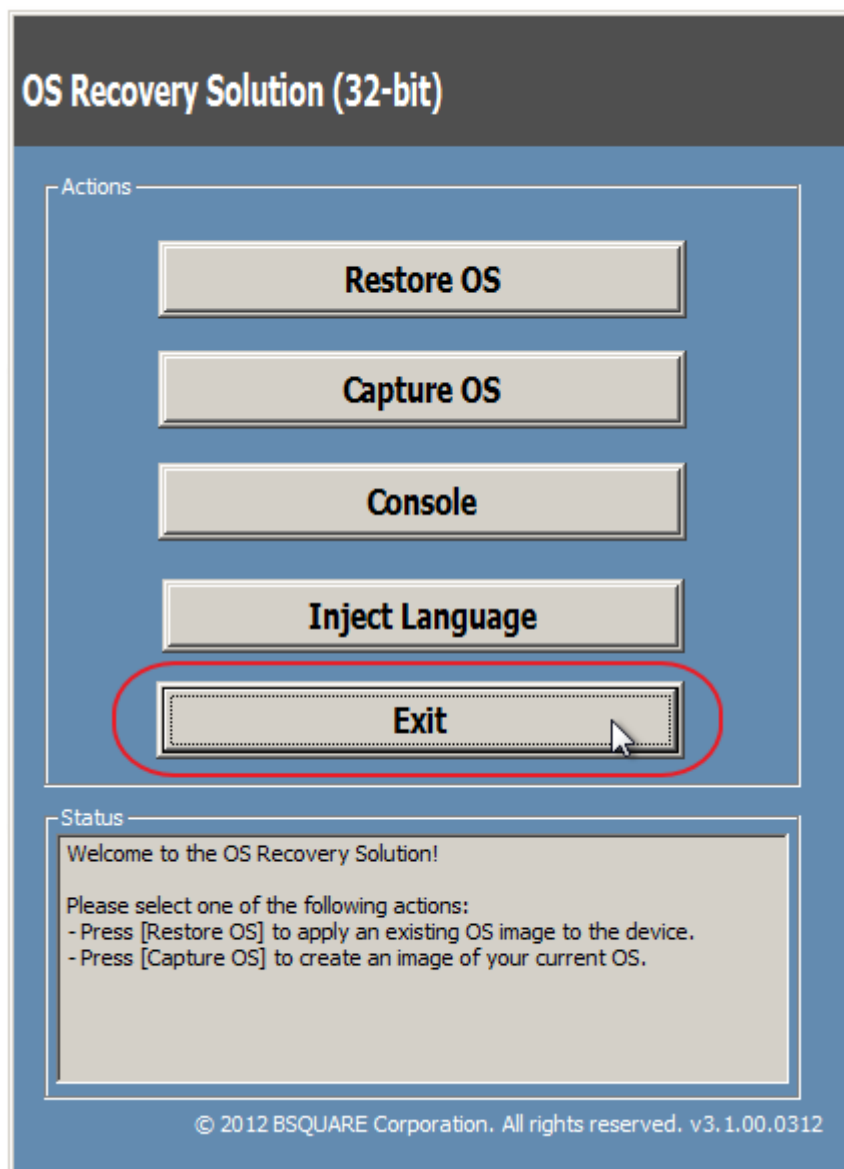 OS Recovery Solution (32-bit)
Actions
Restore OS
Capture OS
Console
Inject Language
Exit
Status
Welcome to the OS Recovery Solution!
Please select one of the following actions:
- Press [Restore OS] to apply an existing OS image to the device.
- Press [Capture OS] to create an image of your current OS.
© 2012 BSQUARE Corporation. All rights reserved. v3.1.00.0312